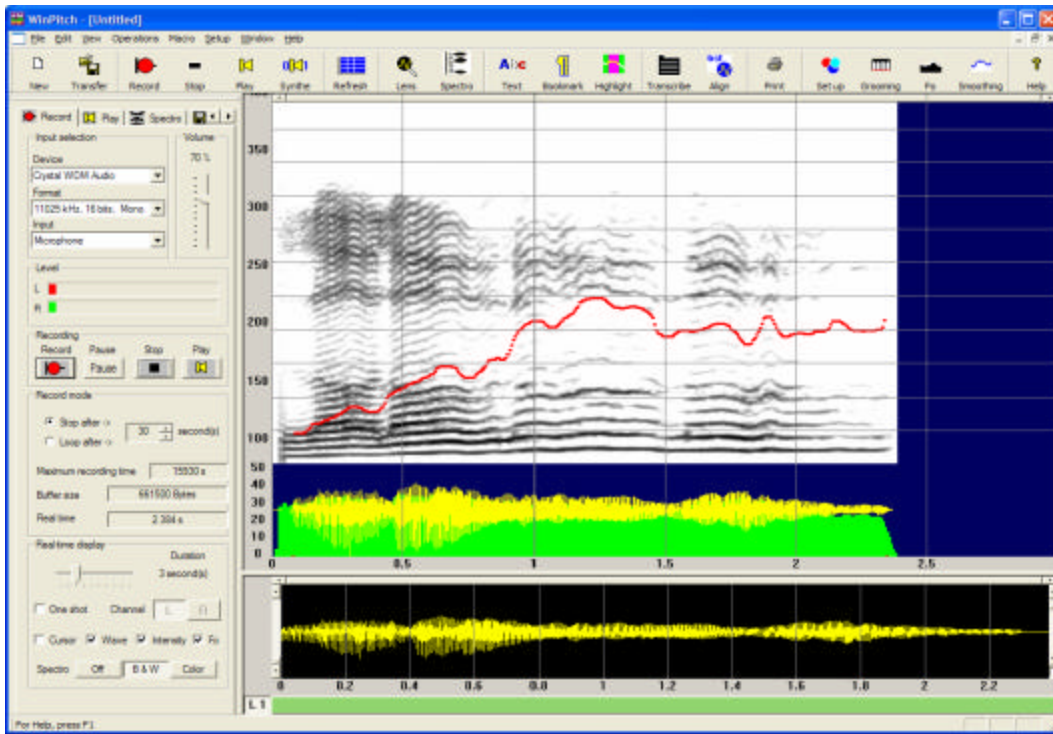 WinPitch - [Untitled]
File Edit View Operations Macro Setup Window Help
New Transfer Record Stop Play Synthe Refresh Lens Spectro Text Bookmark Highlight Transcribe Align Print Set up Grooming Fo Smoothing Help
Record Play Spectro
Input selection Volume
Device 70 %
Crystal WDM Audio
Format
11025 kHz, 16 bits, Mono
Input
Microphone
Level
L
R
Recording
Record Pause Stop Play
Pause
Record mode
Stop after -> 30 second(s)
Loop after ->
Maximum recording time 15930 s
Buffer size 661500 Bytes
Real time 2.384 s
Real time display
Duration
3 second(s)
One shot Channel L R
Cursor Wave Intensity Fo
Spectro Off B & W Color
350
300
250
200
150
100
50
40
30
20
10
0
0 0.5 1 1.5 2 2.5
0 0.2 0.4 0.6 0.8 1 1.2 1.4 1.6 1.8 2 2.2
L 1
For Help, press F1